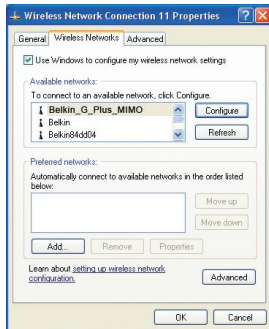 Wireless Network Connection 11 Properties
General
Wireless Networks
Advanced
Use Windows to configure my wireless network settings
Available networks:
To connect to an available network, click Configure.
Belkin_G_Plus_MIMO
Belkin
Belkin84dd04
Configure
Refresh
Preferred networks:
Automatically connect to available networks in the order listed
below:
Move up
Move down
Add...
Remove
Properties
Learn about setting up wireless network
configuration.
Advanced
OK
Cancel